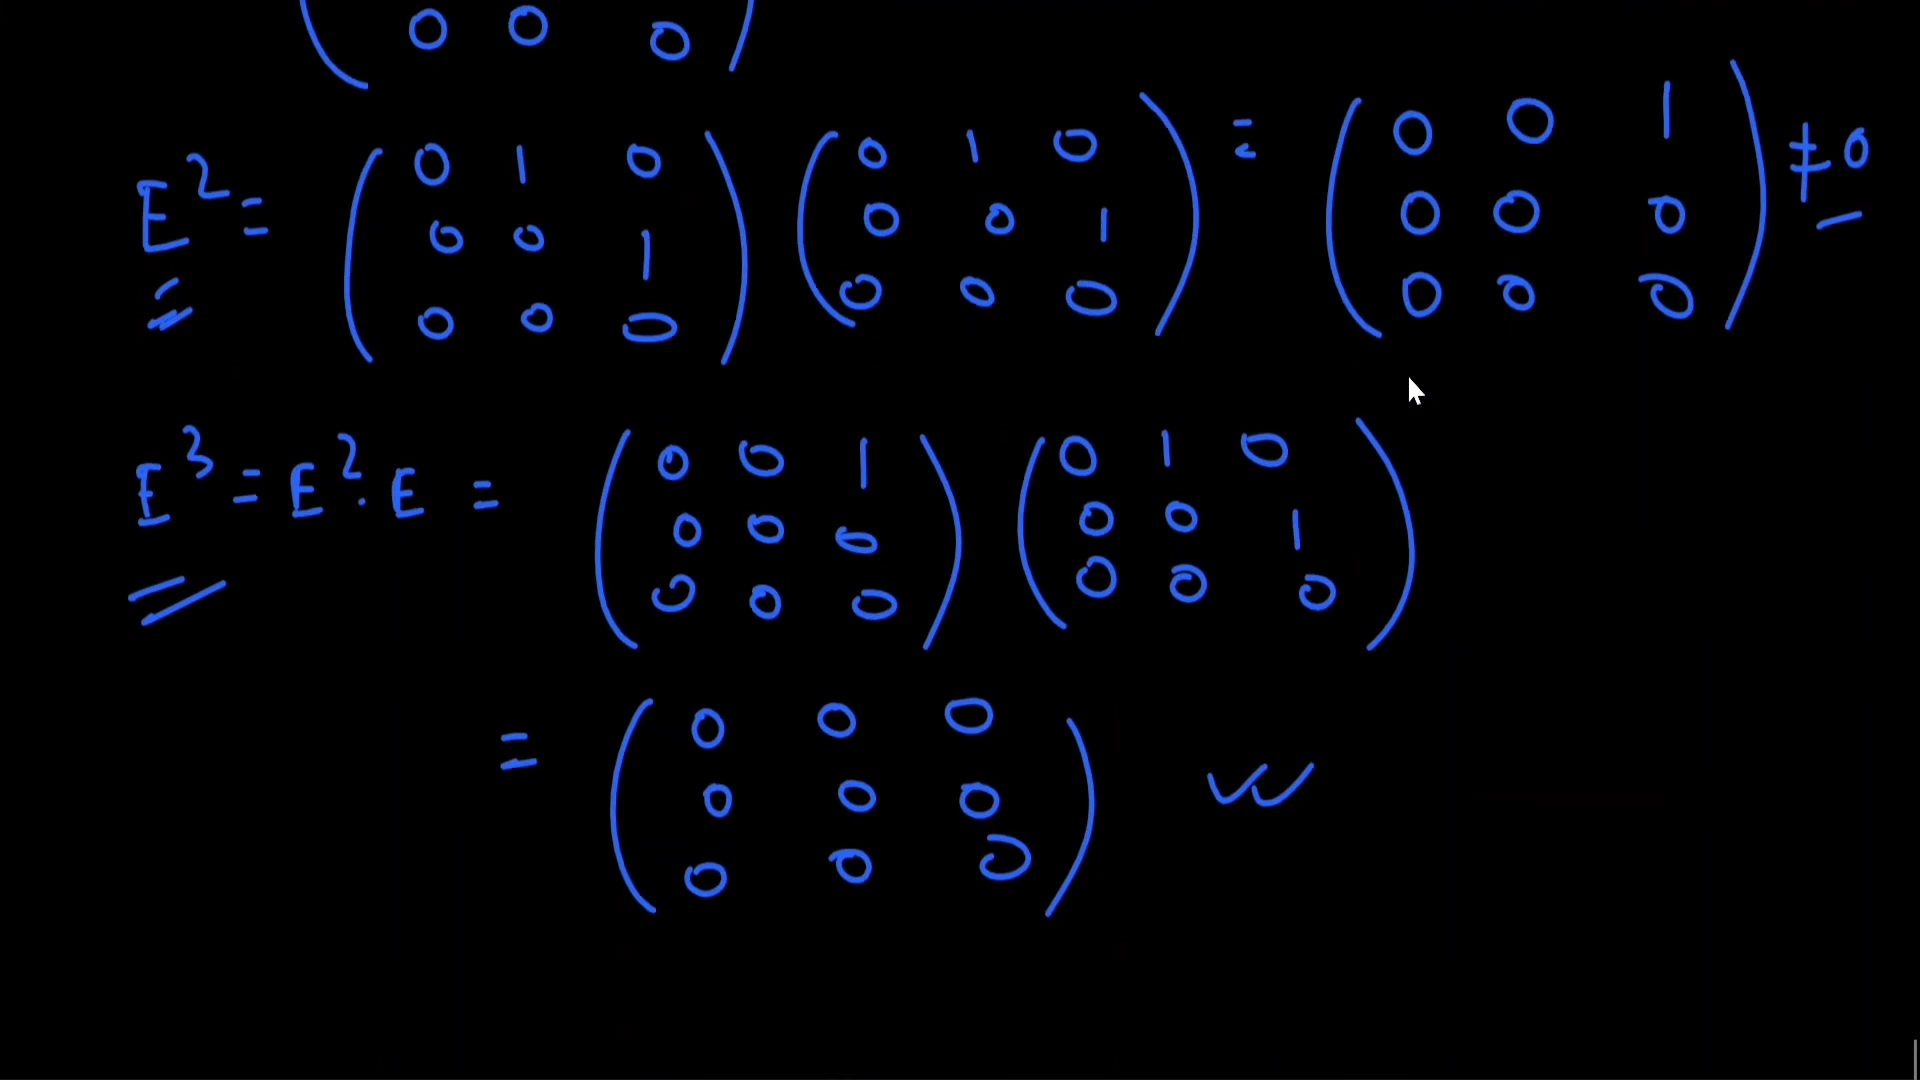 ( 0 0 0 )
E² = ( 0 1 0 ) ( 0 1 0 ) = ( 0 0 1 ) ≠ 0
( 0 0 1 ) ( 0 0 1 ) ( 0 0 0 )
( 0 0 0 ) ( 0 0 0 ) ( 0 0 0 )
E³ = E² . E = ( 0 0 1 ) ( 0 1 0 )
( 0 0 0 ) ( 0 0 1 )
( 0 0 0 ) ( 0 0 0 )
= ( 0 0 0 )
( 0 0 0 )
( 0 0 0 )